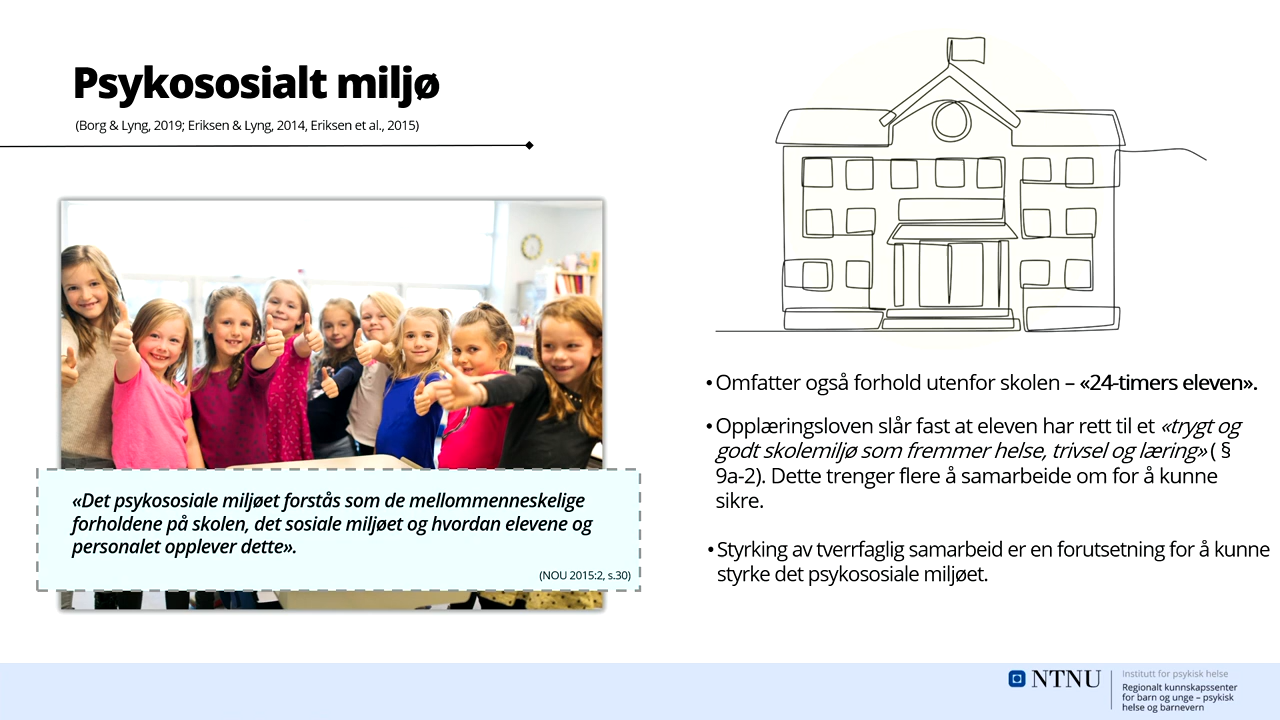 Psykososialt miljø
(Borg & Lyng, 2019; Eriksen & Lyng, 2014, Eriksen et al., 2015)
«Det psykososiale miljøet forstås som de mellommenneskelige
forholdene på skolen, det sosiale miljøet og hvordan elevene og
personalet opplever dette».
(NOU 2015:2, s.30)
•Omfatter også forhold utenfor skolen – «24-timers eleven».
•Opplæringsloven slår fast at eleven har rett til et «trygt og
godt skolemiljø som fremmer helse, trivsel og læring» ( §
9a-2). Dette trenger flere å samarbeide om for å kunne
sikre.
•Styrking av tverrfaglig samarbeid er en forutsetning for å kunne
styrke det psykososiale miljøet.
NTNU
Institutt for psykisk helse
Regionalt kunnskapssenter
for barn og unge – psykisk
helse og barnevern